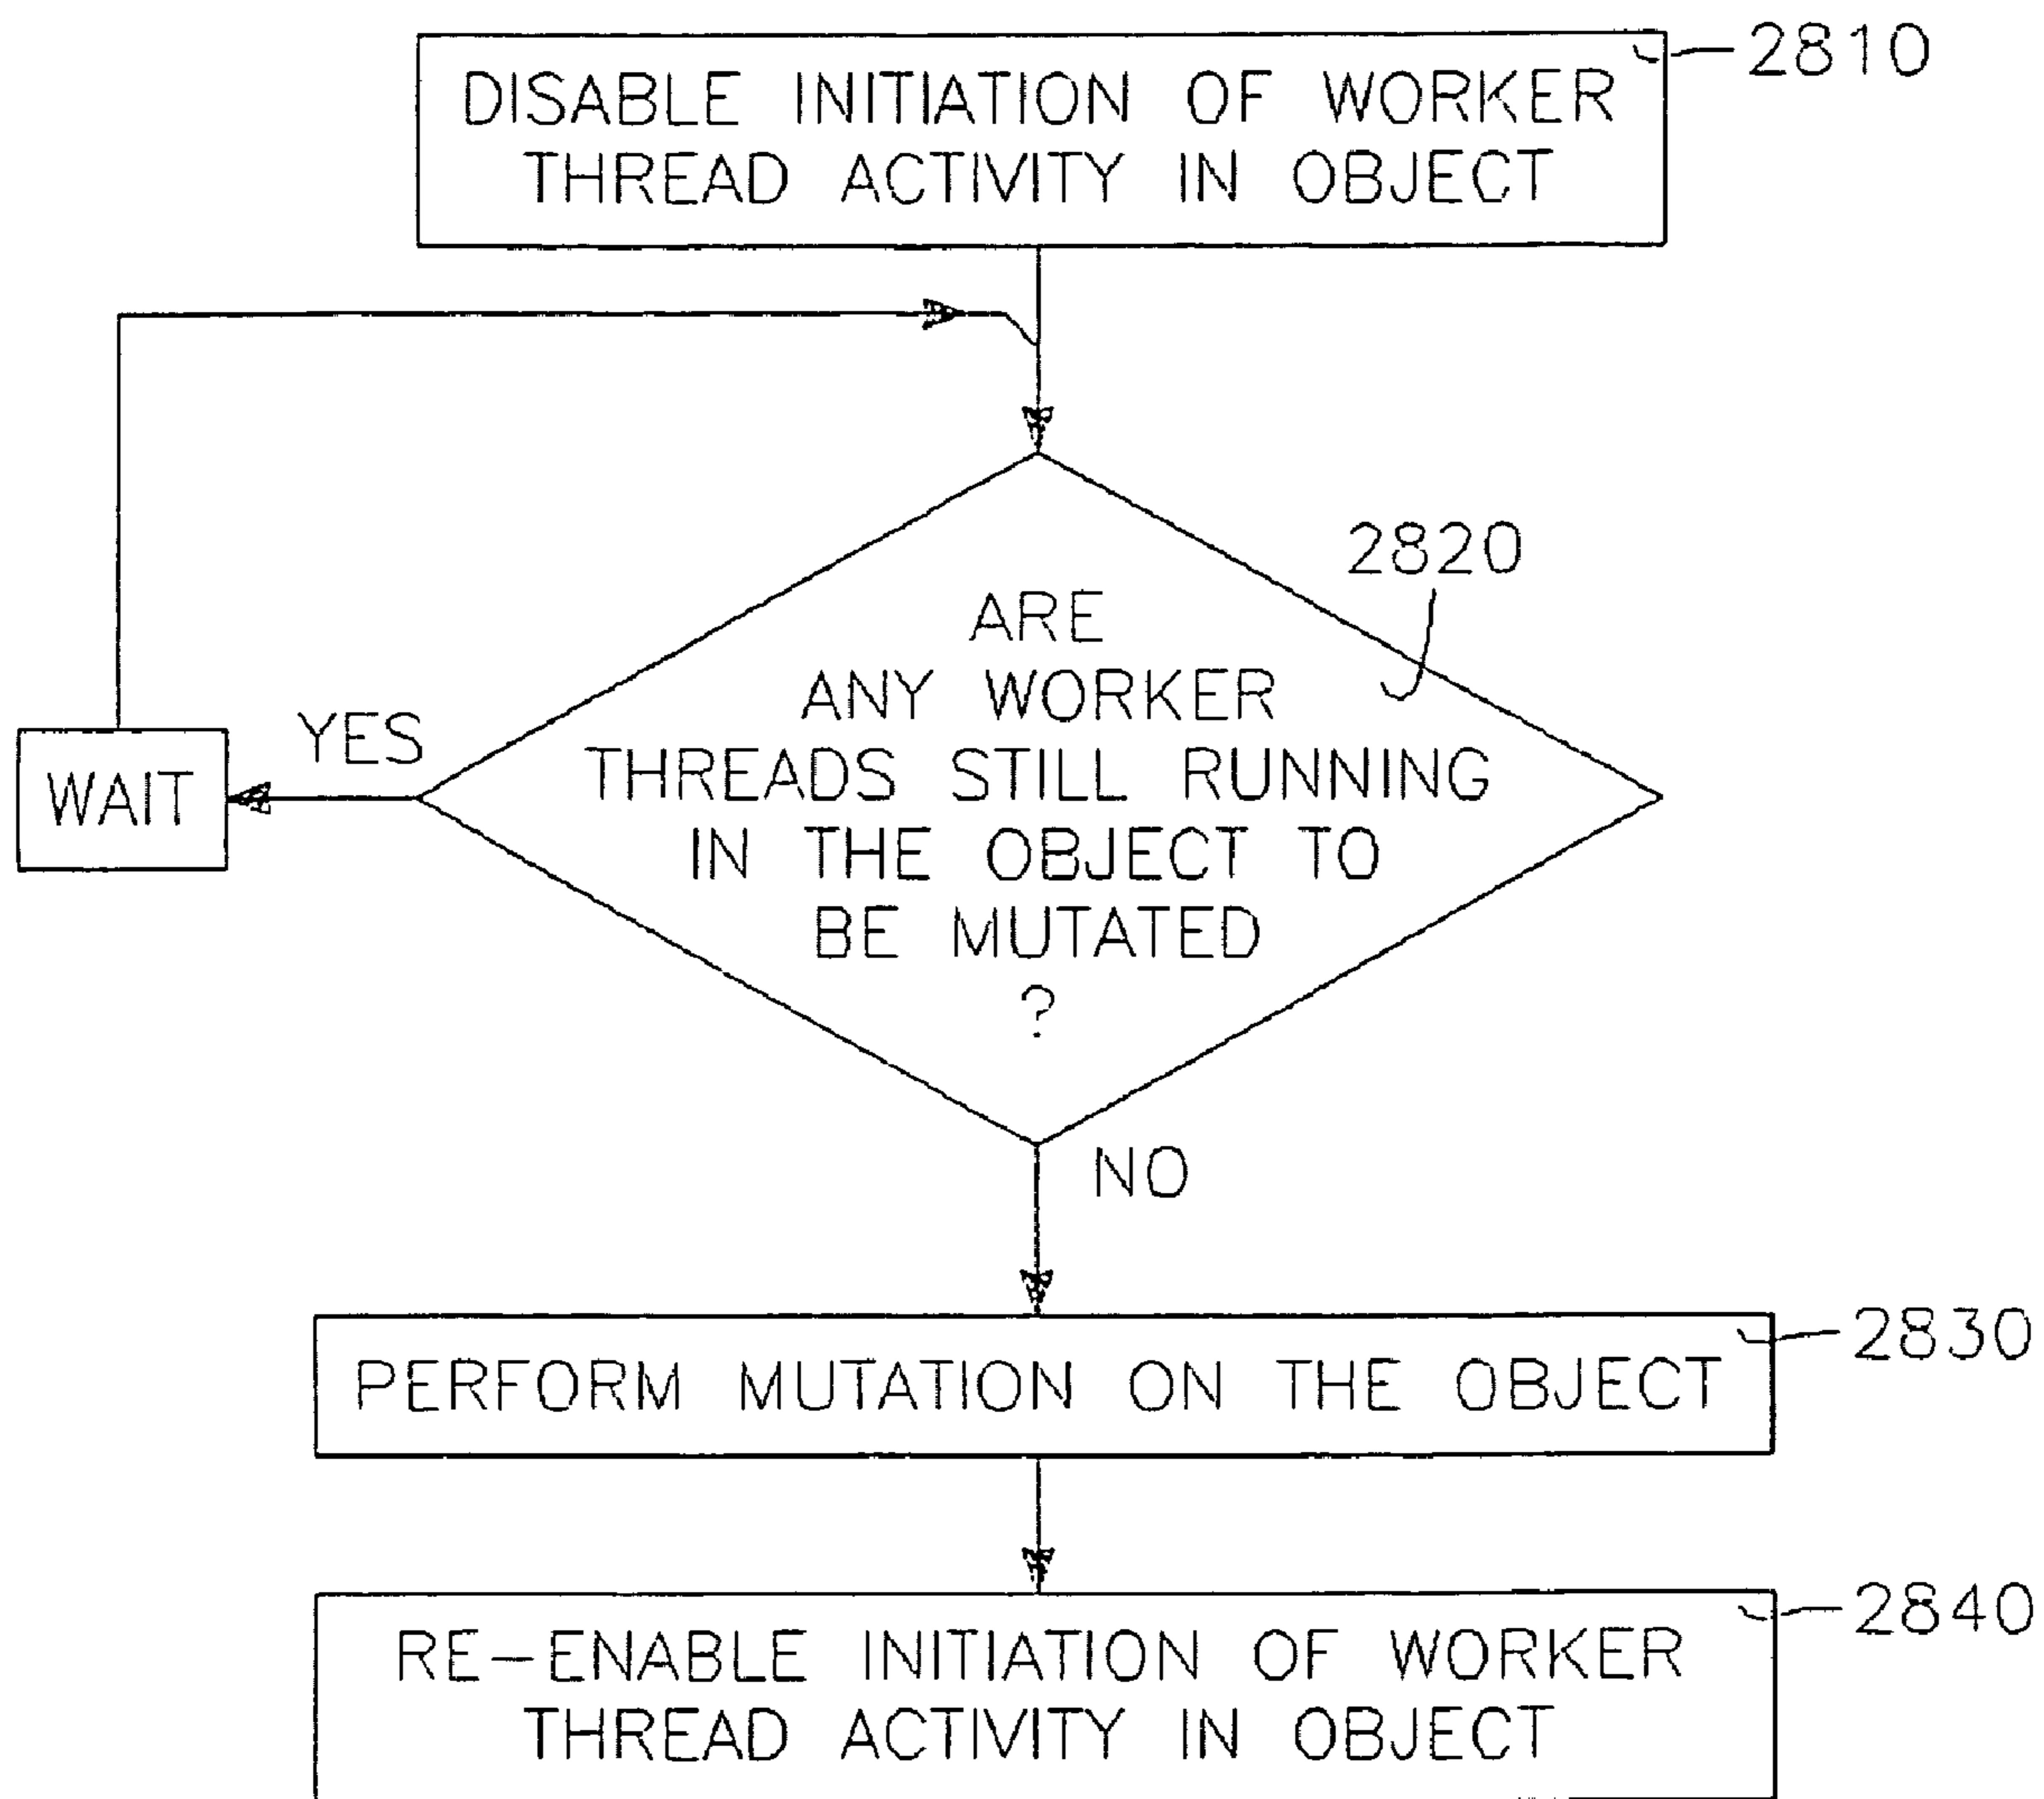 2810
DISABLE INITIATION OF WORKER
THREAD ACTIVITY IN OBJECT
2820
ARE
ANY WORKER
THREADS STILL RUNNING
IN THE OBJECT TO
BE MUTATED
?
YES
WAIT
NO
2830
PERFORM MUTATION ON THE OBJECT
2840
RE-ENABLE INITIATION OF WORKER
THREAD ACTIVITY IN OBJECT